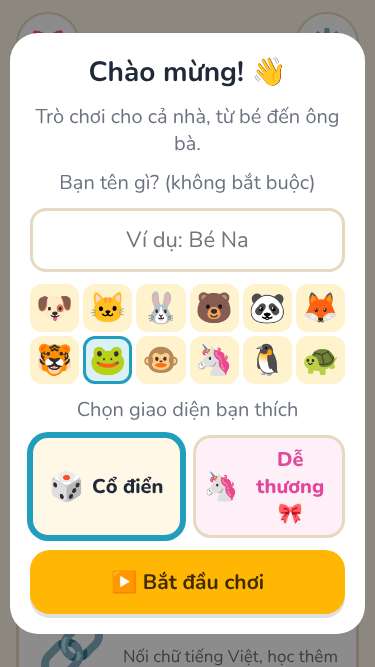 Chào mừng! 👋
Trò chơi cho cả nhà, từ bé đến ông
bà.
Bạn tên gì? (không bắt buộc)
Ví dụ: Bé Na
Chọn giao diện bạn thích
Cổ điển
Dễ
thương
Bắt đầu chơi
Nối chữ tiếng Việt, học thêm